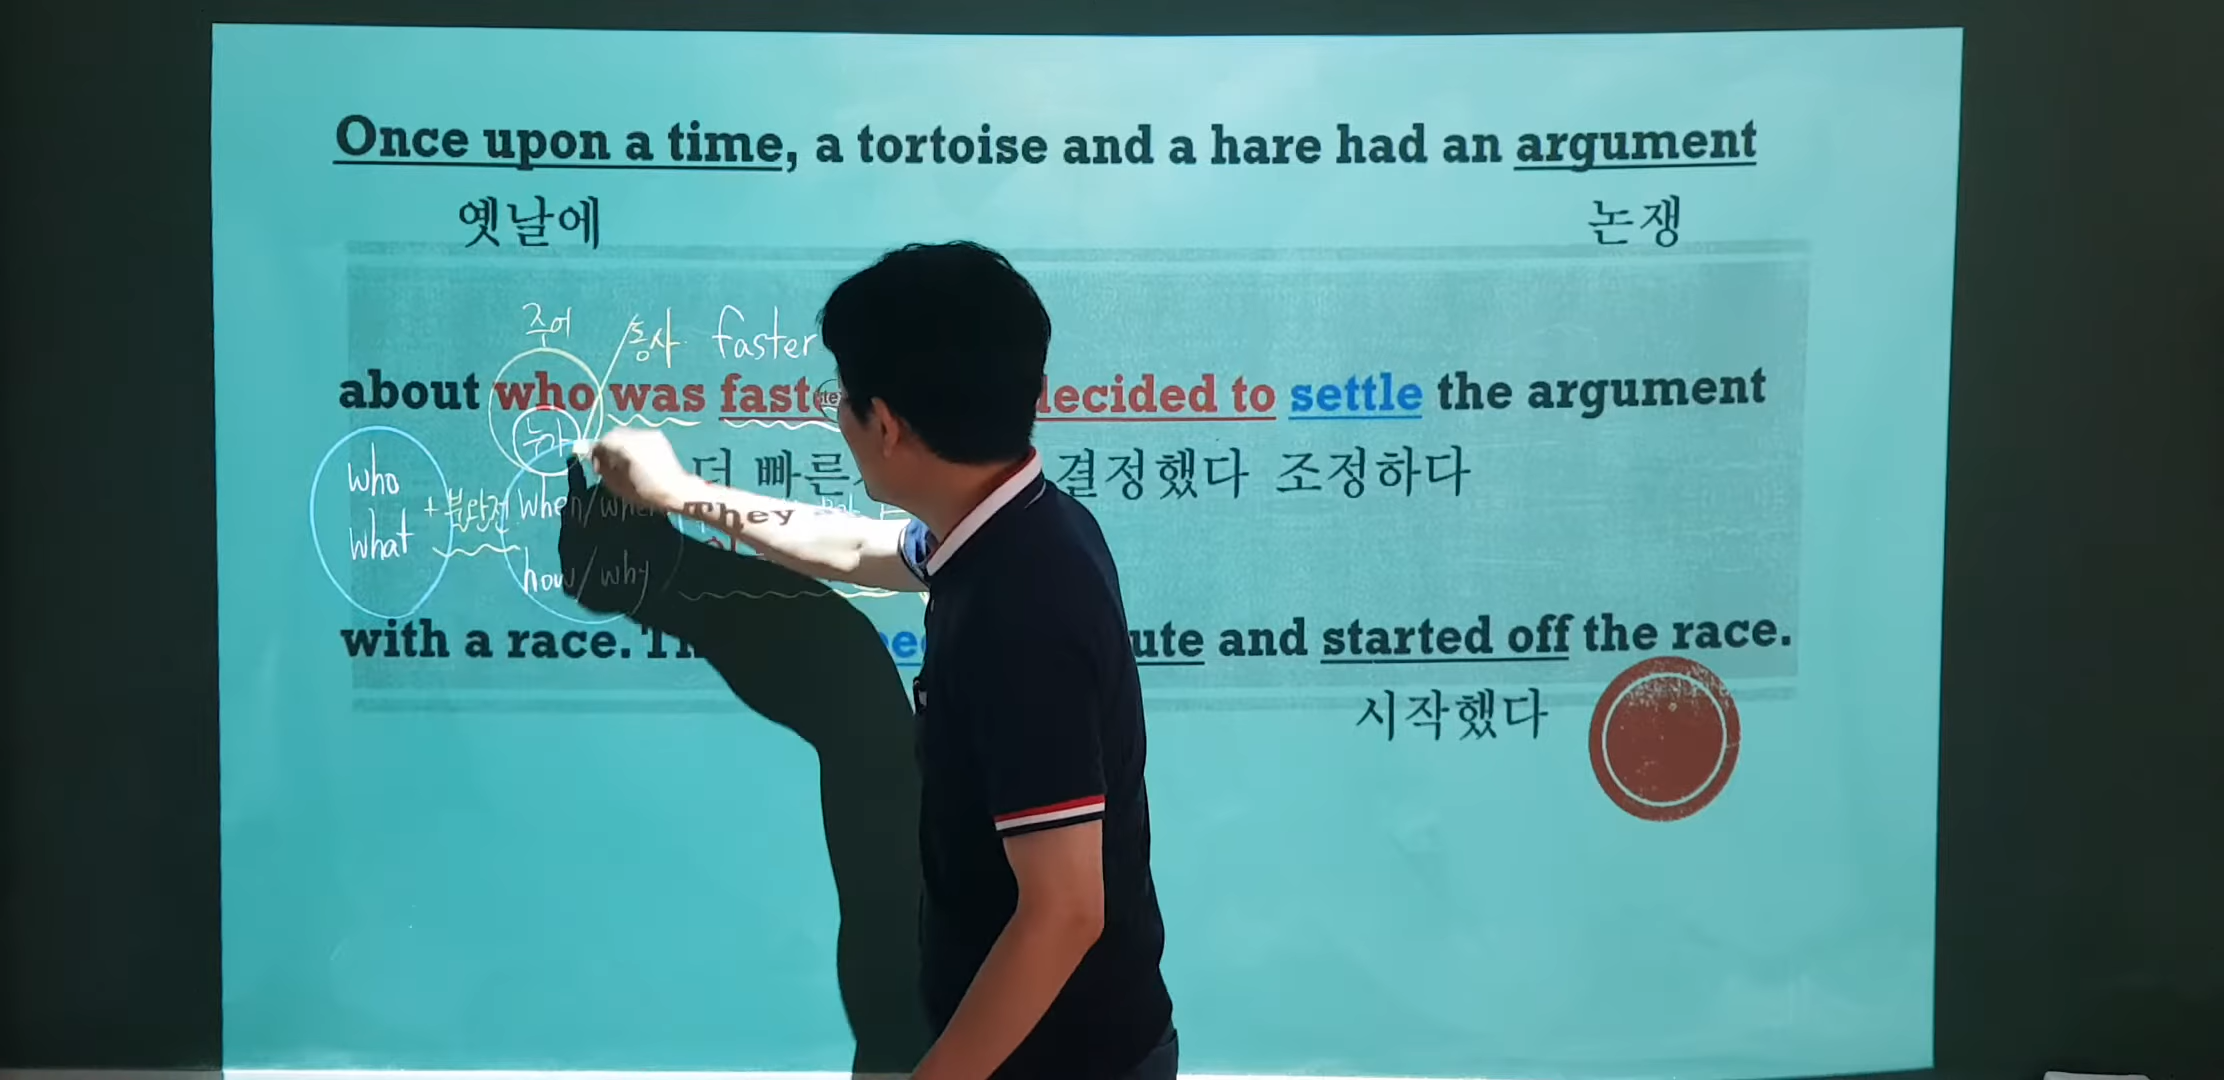 Once upon a time, a tortoise and a hare had an argument
옛날에 논쟁
주어 동사 faster
about who was decided to settle the argument
누가
더 빠른 결정했다 조정하다
who
what
+ 불완전 when/
They
how/why
with a race. and started off the race.
시작했다